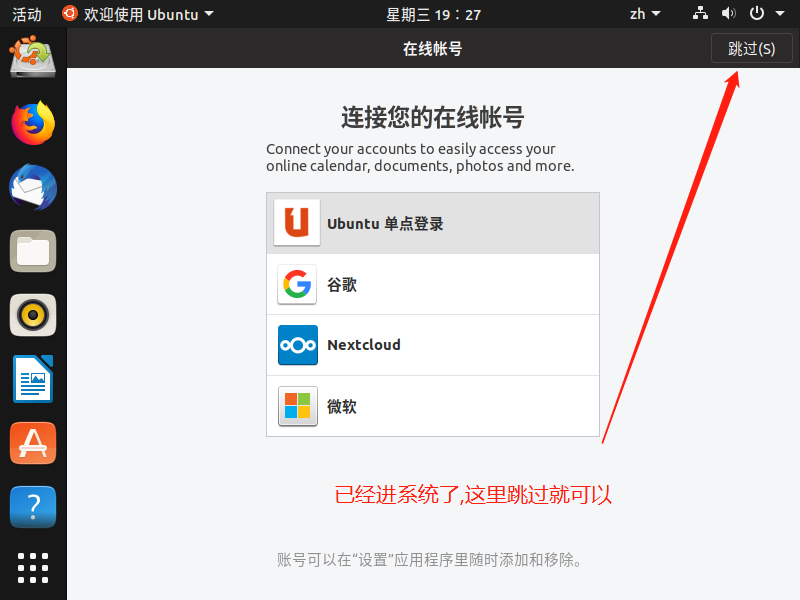 活动 欢迎使用 Ubuntu 星期三 19：27 zh
在线帐号 跳过(S)
连接您的在线帐号
Connect your accounts to easily access your
online calendar, documents, photos and more.
Ubuntu 单点登录
谷歌
Nextcloud
微软
已经进系统了,这里跳过就可以
账号可以在“设置”应用程序里随时添加和移除。